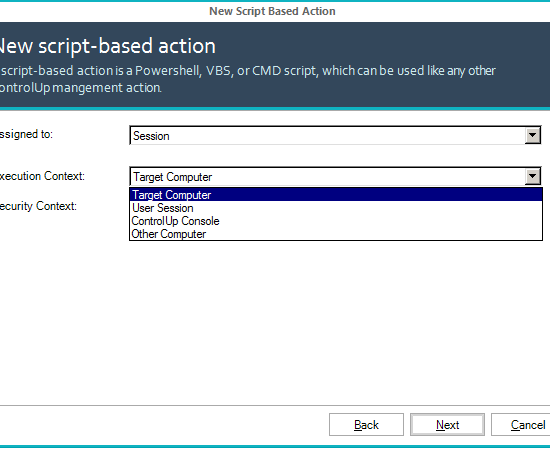 New Script Based Action
New script-based action
script-based action is a Powershell, VBS, or CMD script, which can be used like any other
ontrolUp mangement action.
ssigned to:
Session
xecution Context:
Target Computer
Target Computer
User Session
ecurity Context:
ControlUp Console
Other Computer
Back
Next
Cancel